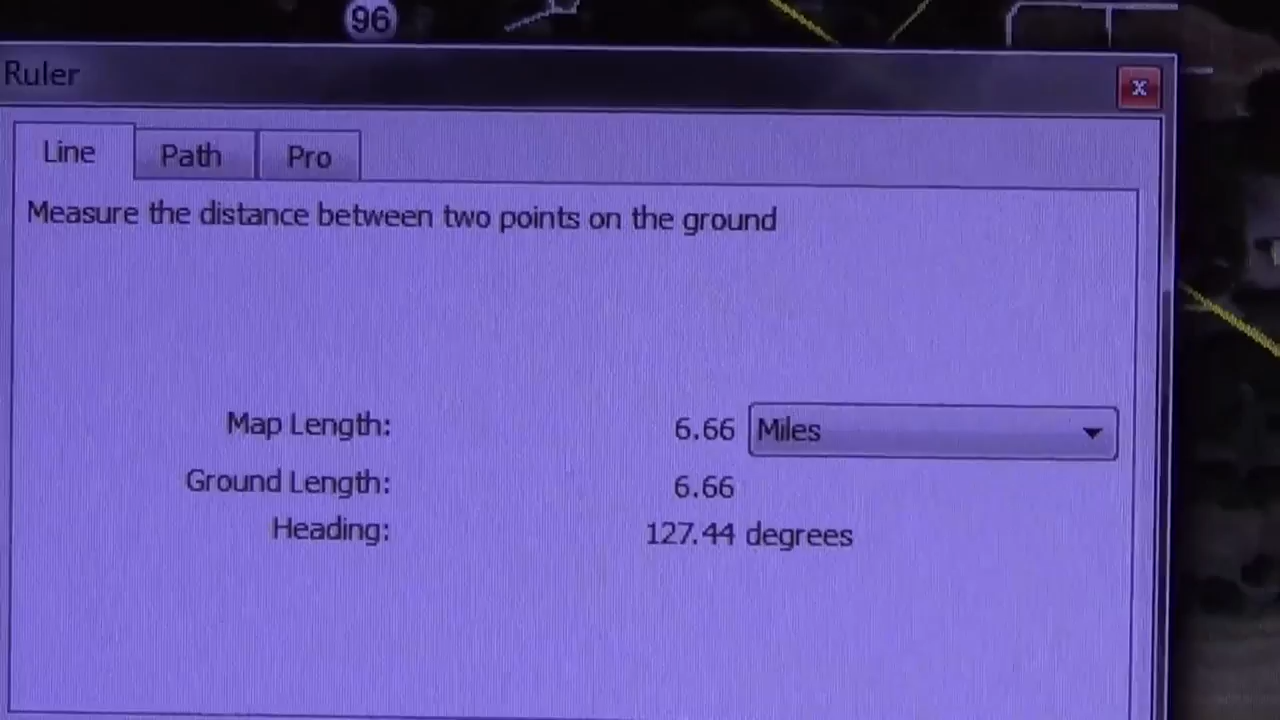 96
Ruler
x
Line Path Pro
Measure the distance between two points on the ground
Map Length: 6.66 Miles
Ground Length: 6.66
Heading: 127.44 degrees